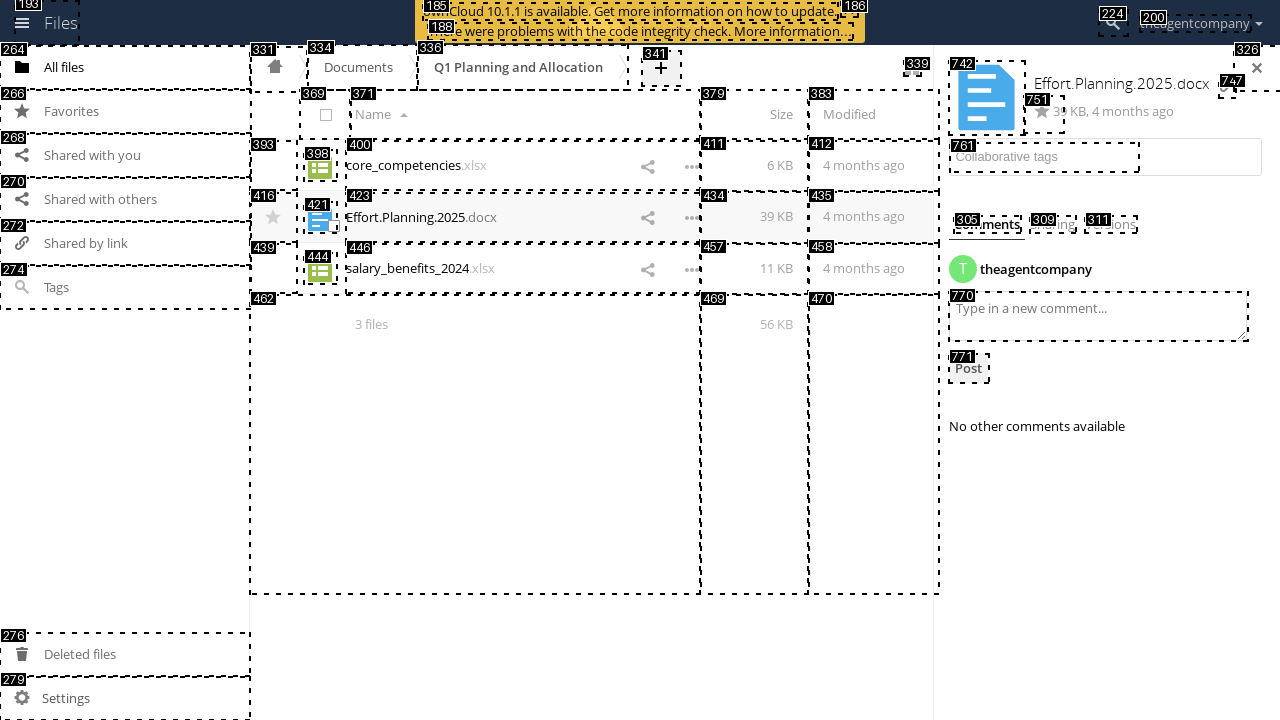 193
Files
185
ownCloud 10.1.1 is available. Get more information on how to update.
186
188
There were problems with the code integrity check. More information…
224
200
theagentcompany
264
All files
266
Favorites
268
Shared with you
270
Shared with others
272
Shared by link
274
Tags
276
Deleted files
279
Settings
331
334
Documents
336
Q1 Planning and Allocation
341
+
339
369
371
Name
379
Size
383
Modified
393
398
400
core_competencies.xlsx
411
6 KB
412
4 months ago
416
421
423
Effort.Planning.2025.docx
434
39 KB
435
4 months ago
439
444
446
salary_benefits_2024.xlsx
457
11 KB
458
4 months ago
462
3 files
469
56 KB
470
326
742
Effort.Planning.2025.docx
747
751
39 KB, 4 months ago
761
Collaborative tags
305
Comments
309
Sharing
311
Versions
T
theagentcompany
770
Type in a new comment...
771
Post
No other comments available